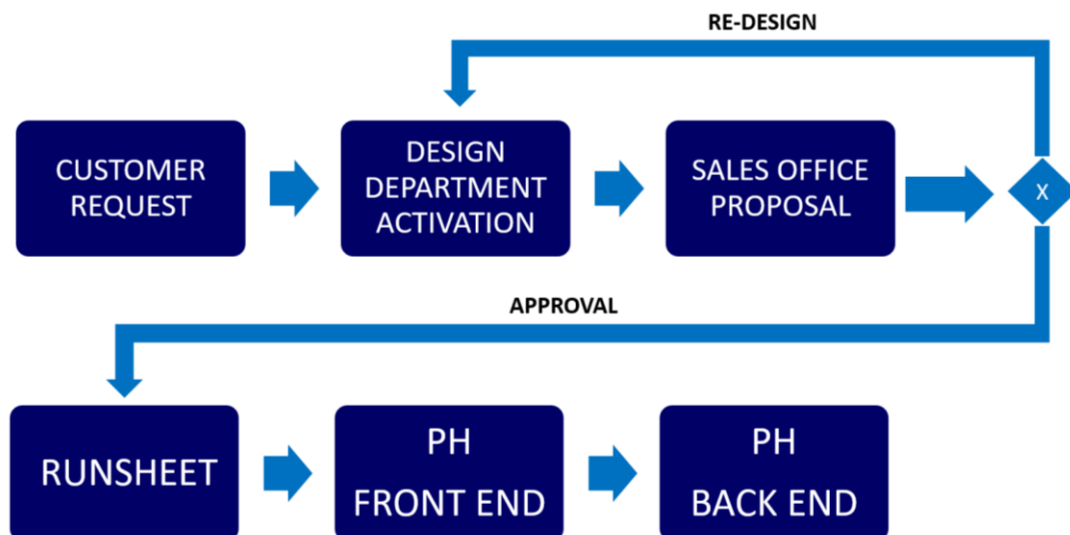 RE-DESIGN
CUSTOMER
REQUEST
DESIGN
DEPARTMENT
ACTIVATION
SALES OFFICE
PROPOSAL
X
APPROVAL
RUNSHEET
PH
FRONT END
PH
BACK END